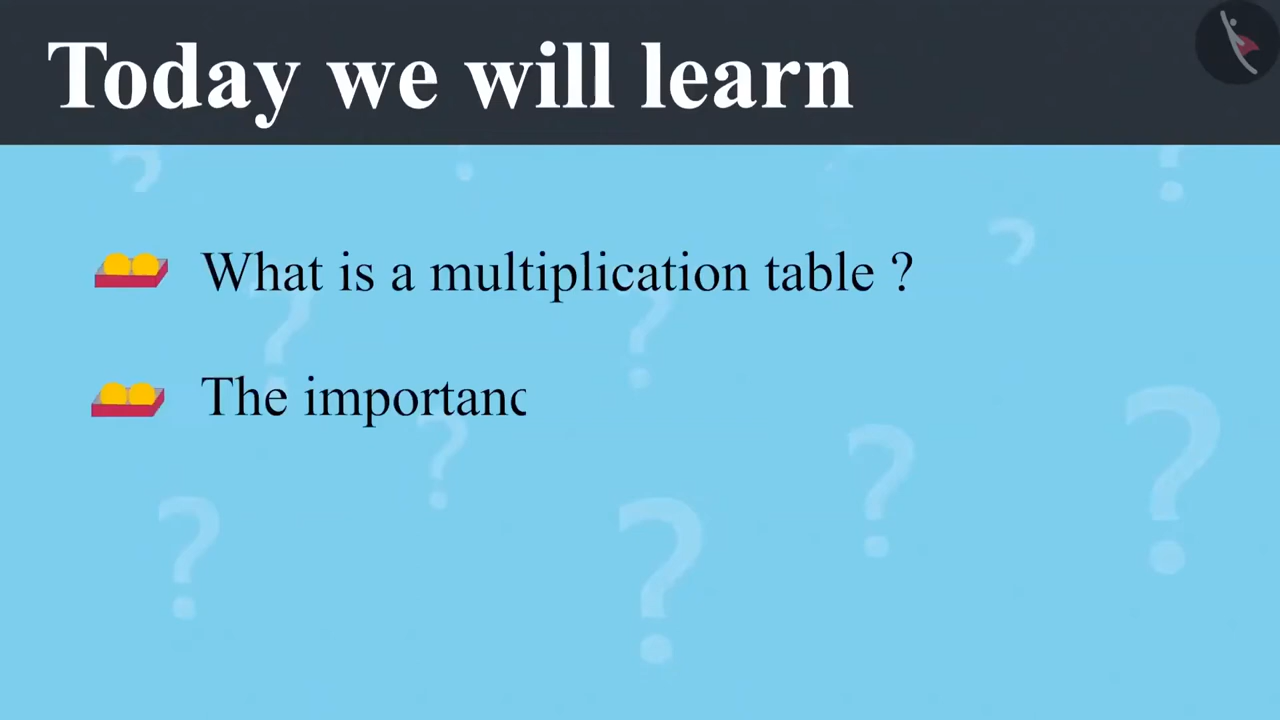 Today we will learn
What is a multiplication table ?
The importanc